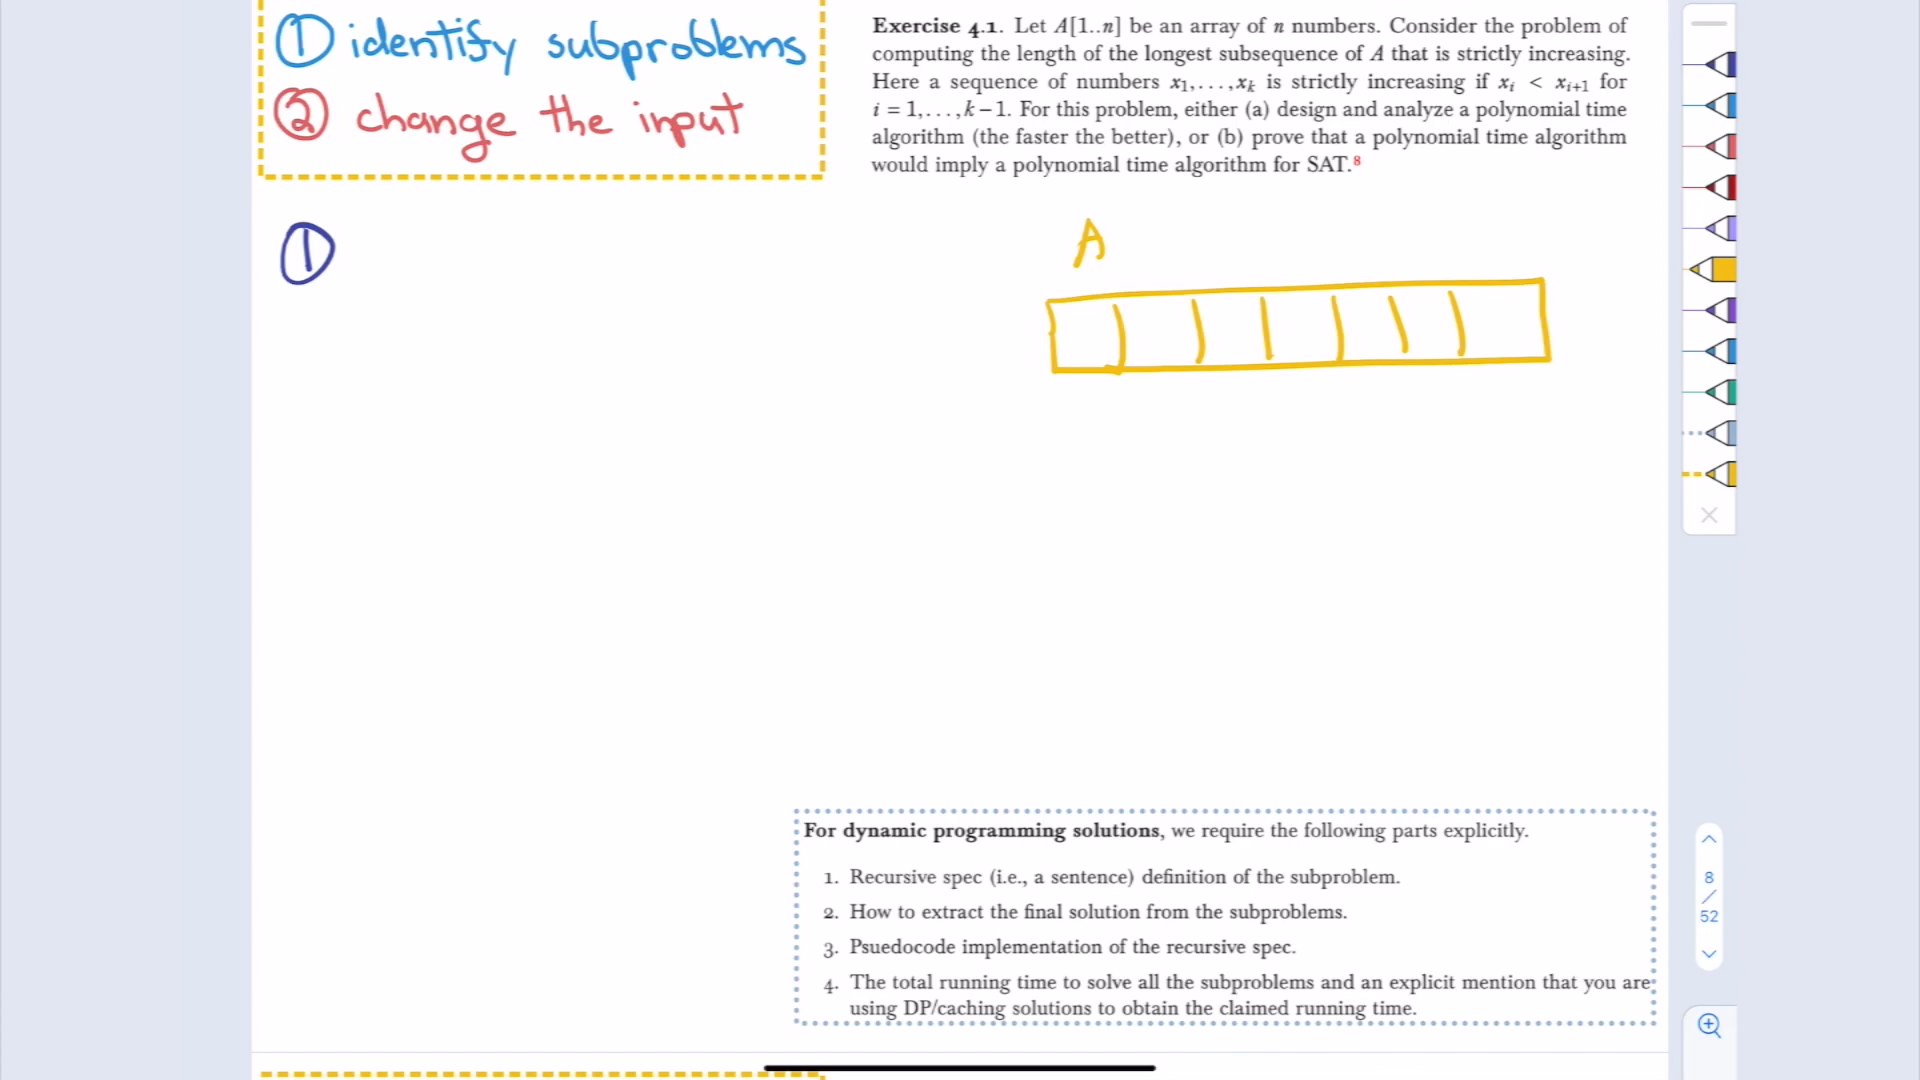 ① identify subproblems
② change the input
Exercise 4.1. Let A[1..n] be an array of n numbers. Consider the problem of
computing the length of the longest subsequence of A that is strictly increasing.
Here a sequence of numbers x₁,...,xₖ is strictly increasing if xᵢ < xᵢ₊₁ for
i = 1,...,k−1. For this problem, either (a) design and analyze a polynomial time
algorithm (the faster the better), or (b) prove that a polynomial time algorithm
would imply a polynomial time algorithm for SAT.⁸
①
A
For dynamic programming solutions, we require the following parts explicitly.
1. Recursive spec (i.e., a sentence) definition of the subproblem.
2. How to extract the final solution from the subproblems.
3. Psuedocode implementation of the recursive spec.
4. The total running time to solve all the subproblems and an explicit mention that you are
using DP/caching solutions to obtain the claimed running time.
8
/
52